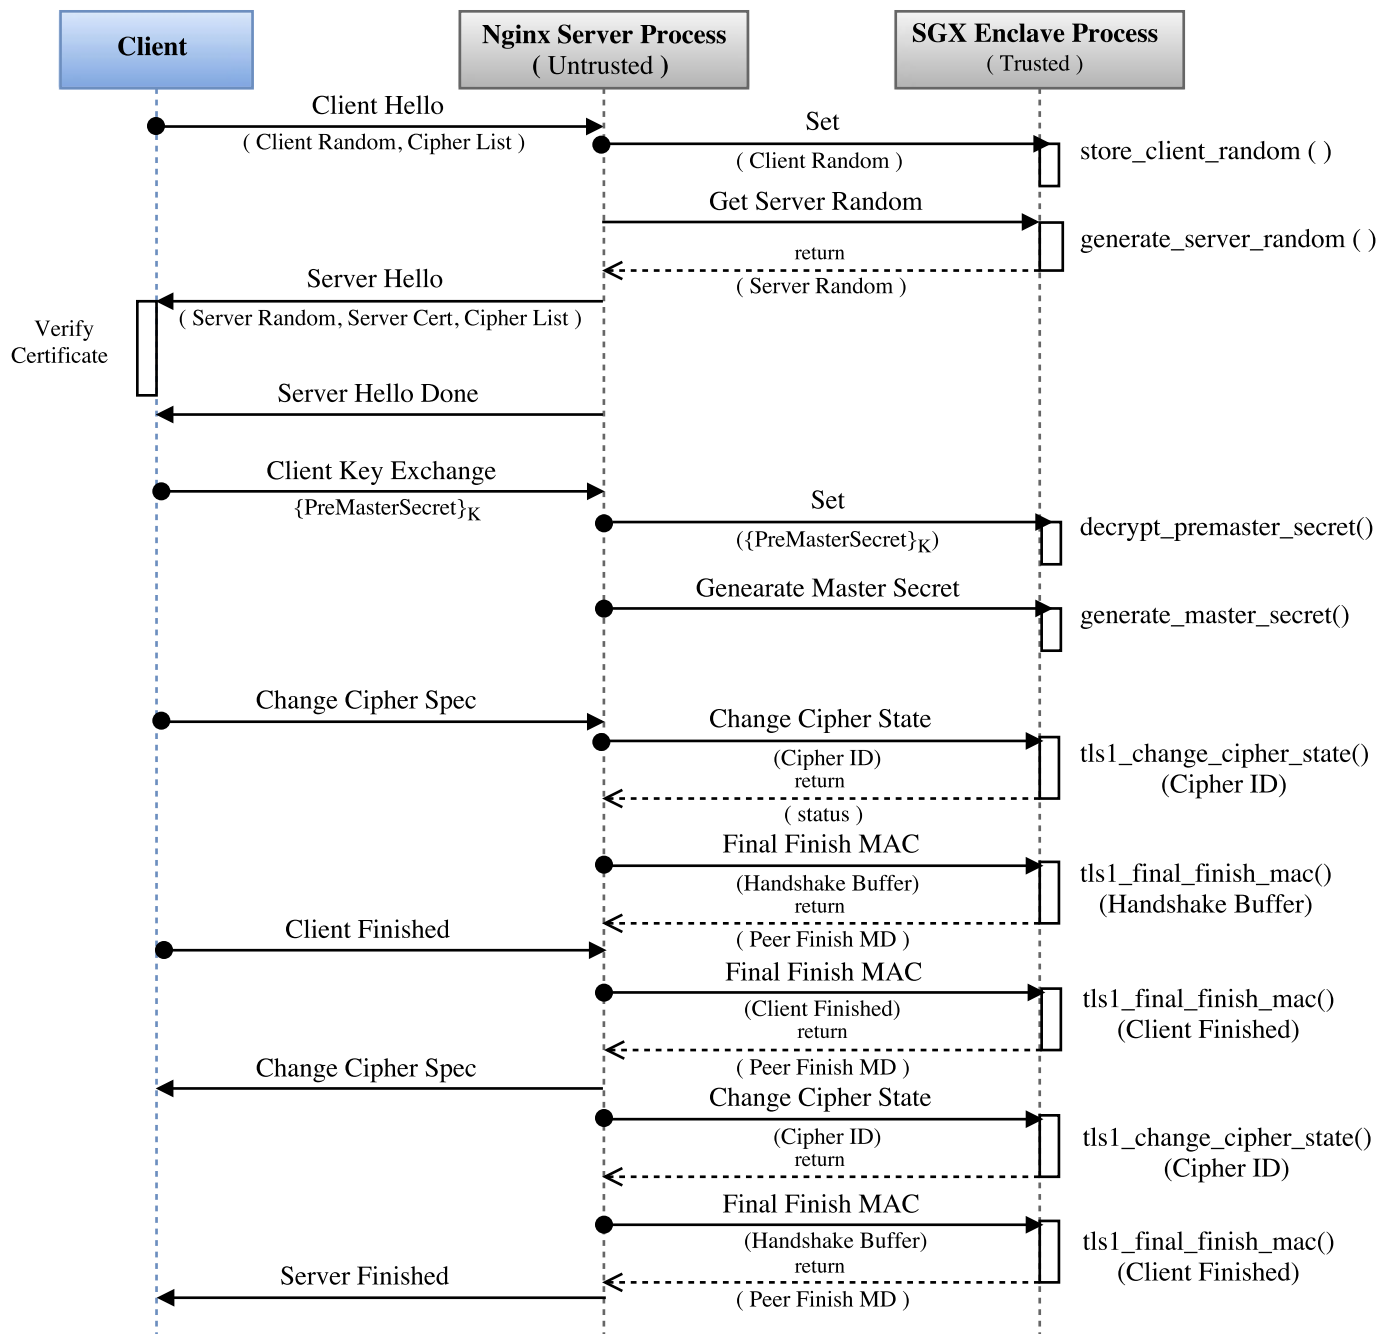 Client
Nginx Server Process
( Untrusted )
SGX Enclave Process
( Trusted )
Client Hello
( Client Random, Cipher List )
Set
( Client Random )
store_client_random ( )
Get Server Random
generate_server_random ( )
return
( Server Random )
Server Hello
( Server Random, Server Cert, Cipher List )
Verify
Certificate
Server Hello Done
Client Key Exchange
{PreMasterSecret}K
Set
({PreMasterSecret}K)
decrypt_premaster_secret()
Genearate Master Secret
generate_master_secret()
Change Cipher Spec
Change Cipher State
(Cipher ID)
return
( status )
tls1_change_cipher_state()
(Cipher ID)
Final Finish MAC
(Handshake Buffer)
return
( Peer Finish MD )
tls1_final_finish_mac()
(Handshake Buffer)
Client Finished
Final Finish MAC
(Client Finished)
return
( Peer Finish MD )
tls1_final_finish_mac()
(Client Finished)
Change Cipher Spec
Change Cipher State
(Cipher ID)
return
tls1_change_cipher_state()
(Cipher ID)
Final Finish MAC
(Handshake Buffer)
return
( Peer Finish MD )
tls1_final_finish_mac()
(Client Finished)
Server Finished